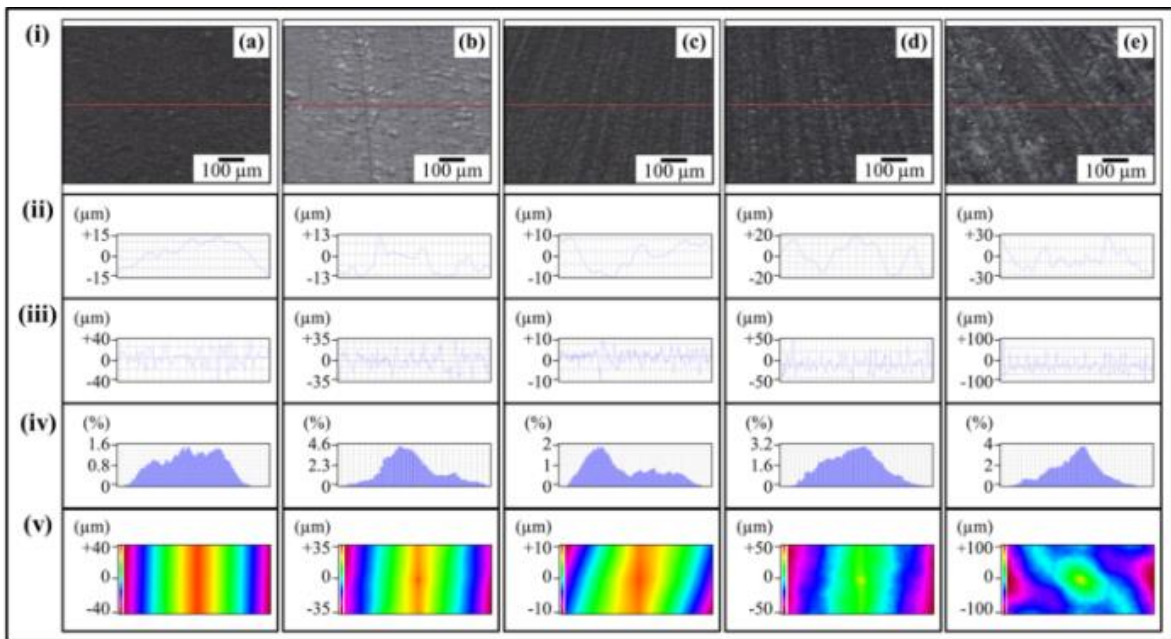 (i) (a) (b) (c) (d) (e)
100 µm 100 µm 100 µm 100 µm 100 µm
(ii) (µm) (µm) (µm) (µm) (µm)
+15 +13 +10 +20 +30
0 0 0 0 0
-15 -13 -10 -20 -30
(iii) (µm) (µm) (µm) (µm) (µm)
+40 +35 +10 +50 +100
0 0 0 0 0
-40 -35 -10 -50 -100
(iv) (%) (%) (%) (%) (%)
1.6 4.6 2 3.2 4
0.8 2.3 1 1.6 2
0 0 0 0 0
(v) (µm) (µm) (µm) (µm) (µm)
+40 +35 +10 +50 +100
0 0 0 0 0
-40 -35 -10 -50 -100